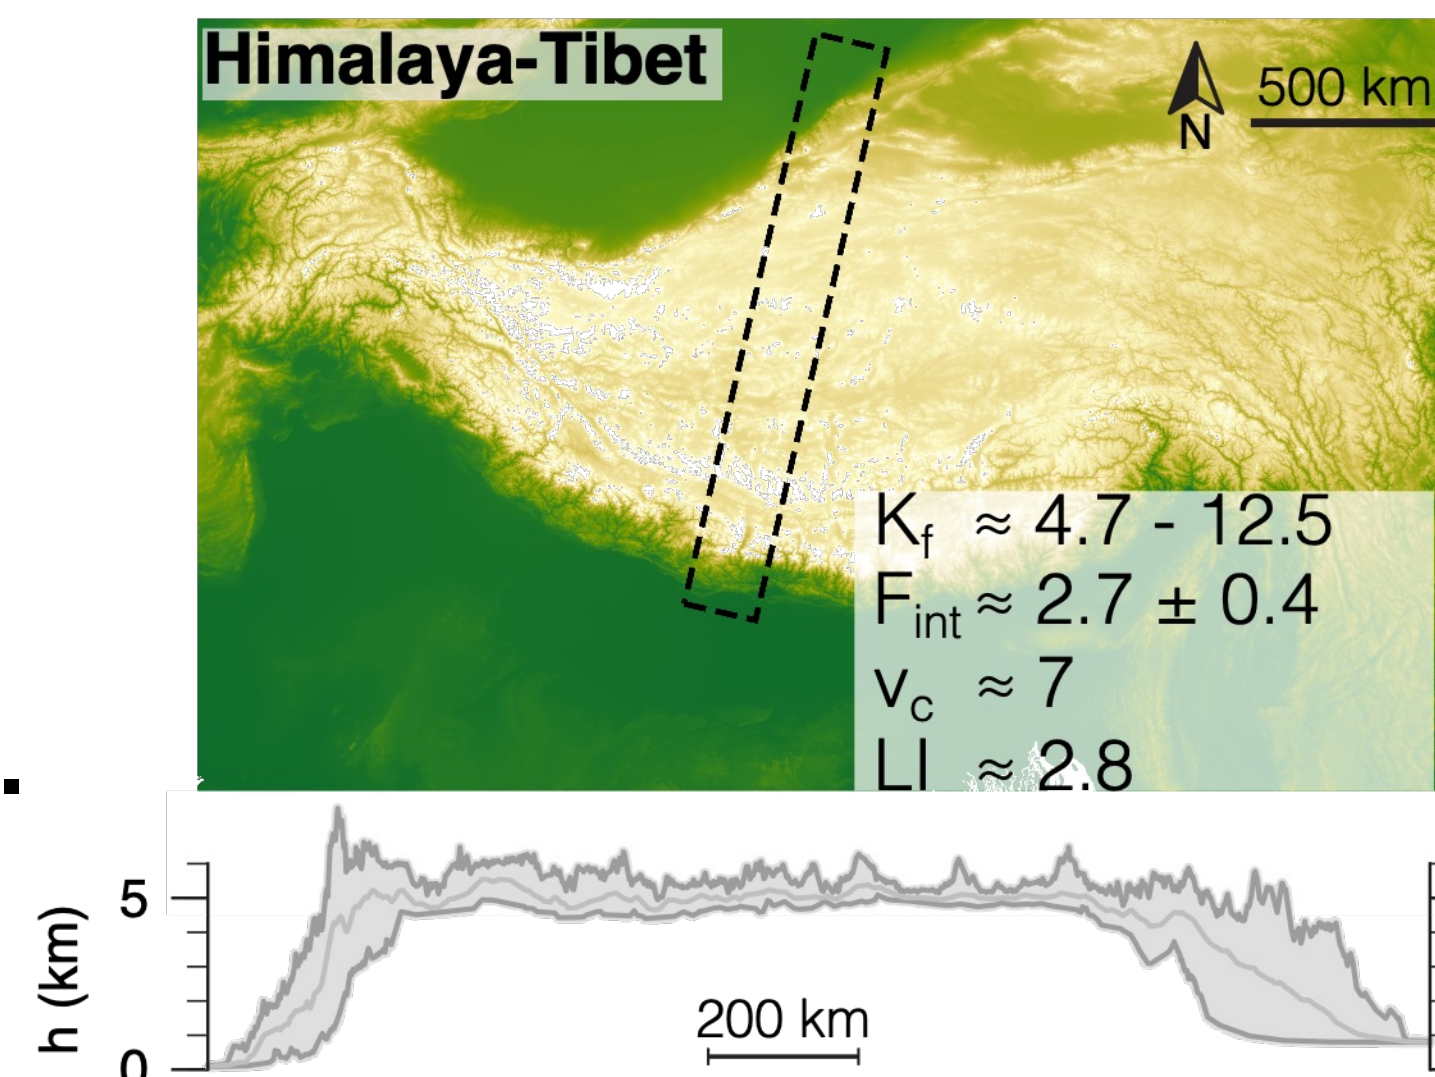 Himalaya-Tibet
500 km
N
K_f ≈ 4.7 - 12.5
F_int ≈ 2.7 ± 0.4
v_c ≈ 7
LI ≈ 2.8
5
h (km)
200 km
0